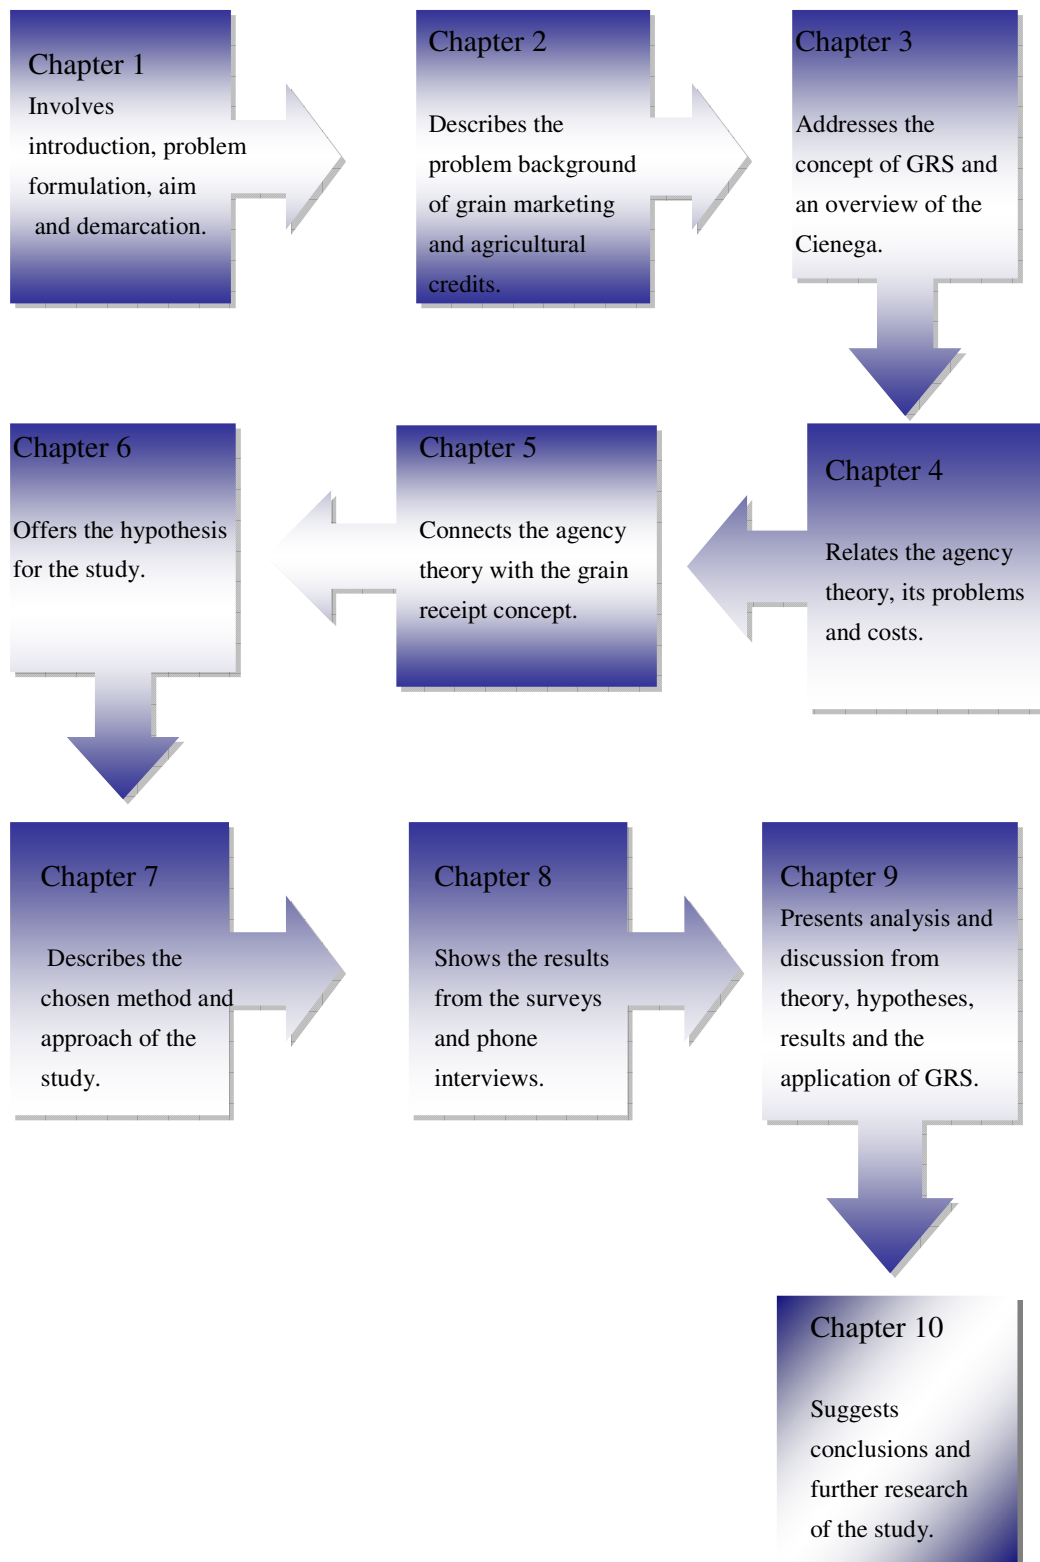 Chapter 1
Involves
introduction, problem
formulation, aim
and demarcation.
Chapter 2
Describes the
problem background
of grain marketing
and agricultural
credits.
Chapter 3
Addresses the
concept of GRS and
an overview of the
Cienega.
Chapter 4
Relates the agency
theory, its problems
and costs.
Chapter 5
Connects the agency
theory with the grain
receipt concept.
Chapter 6
Offers the hypothesis
for the study.
Chapter 7
Describes the
chosen method and
approach of the
study.
Chapter 8
Shows the results
from the surveys
and phone
interviews.
Chapter 9
Presents analysis and
discussion from
theory, hypotheses,
results and the
application of GRS.
Chapter 10
Suggests
conclusions and
further research
of the study.